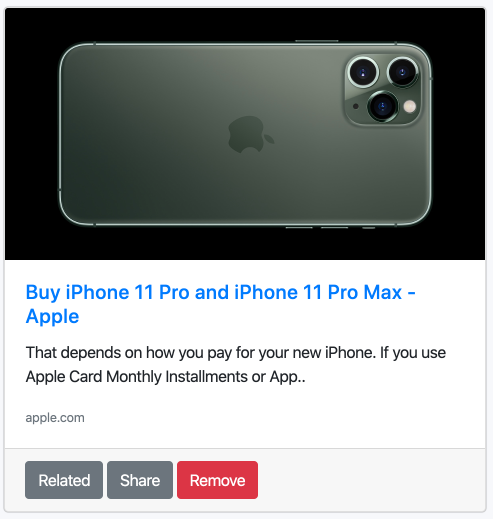 Buy iPhone 11 Pro and iPhone 11 Pro Max -
Apple
That depends on how you pay for your new iPhone. If you use
Apple Card Monthly Installments or App..
apple.com
Related Share Remove